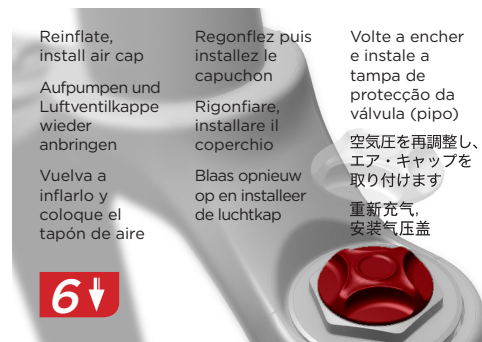 Reinflate,
install air cap
Aufpumpen und
Luftventilkappe
wieder
anbringen
Vuelva a
inflarlo y
coloque el
tapón de aire
Regonflez puis
installez le
capuchon
Rigonfiare,
installare il
coperchio
Blaas opnieuw
op en installeer
de luchtkap
Volte a encher
e instale a
tampa de
protecção da
válvula (pipo)
空気圧を再調整し、
エア・キャップを
取り付けます
重新充气,
安装气压盖
6